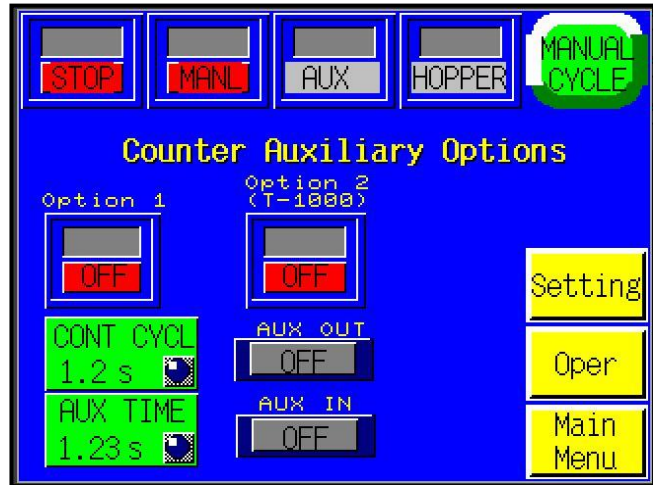 STOP MANL AUX HOPPER MANUAL
CYCLE
Counter Auxiliary Options
Option 1
Option 2
(T-1000)
OFF
OFF
Setting
CONT CYCL
1.2 s
AUX OUT
OFF
Oper
AUX TIME
1.23 s
AUX IN
OFF
Main
Menu